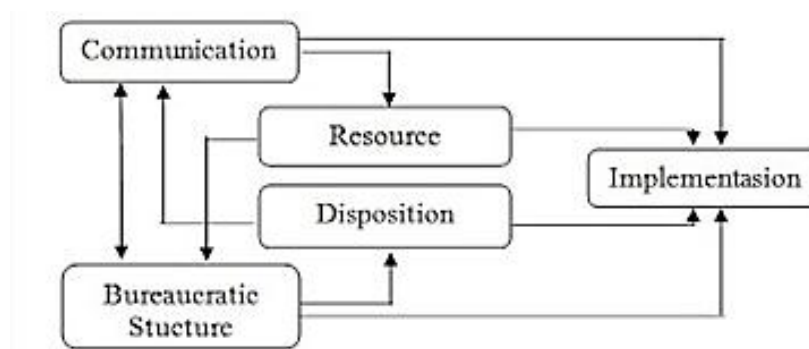 Communication
Resource
Implementasion
Disposition
Bureaucratic
Stucture